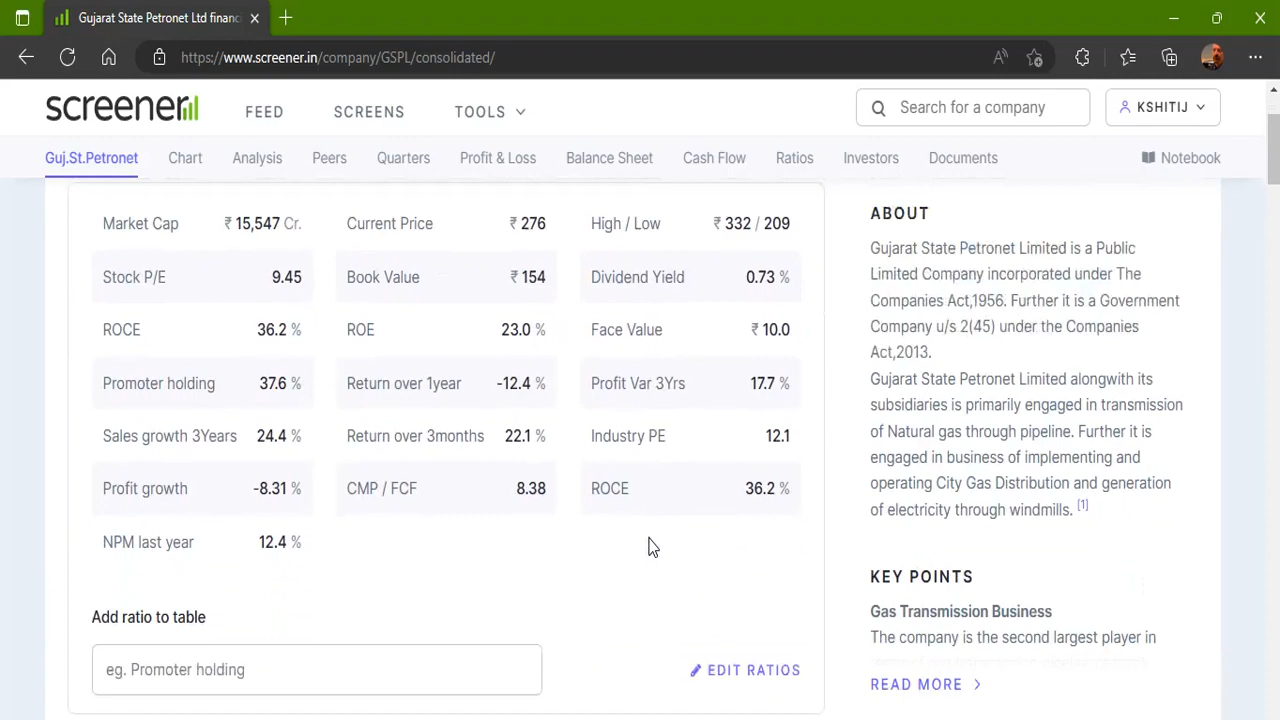 Gujarat State Petronet Ltd financi
https://www.screener.in/company/GSPL/consolidated/
screener
FEED
SCREENS
TOOLS
Search for a company
KSHITIJ
Guj.St.Petronet
Chart
Analysis
Peers
Quarters
Profit & Loss
Balance Sheet
Cash Flow
Ratios
Investors
Documents
Notebook
Market Cap ₹ 15,547 Cr.
Current Price ₹ 276
High / Low ₹ 332 / 209
Stock P/E 9.45
Book Value ₹ 154
Dividend Yield 0.73 %
ROCE 36.2 %
ROE 23.0 %
Face Value ₹ 10.0
Promoter holding 37.6 %
Return over 1year -12.4 %
Profit Var 3Yrs 17.7 %
Sales growth 3Years 24.4 %
Return over 3months 22.1 %
Industry PE 12.1
Profit growth -8.31 %
CMP / FCF 8.38
ROCE 36.2 %
NPM last year 12.4 %
Add ratio to table
eg. Promoter holding
EDIT RATIOS
ABOUT
Gujarat State Petronet Limited is a Public
Limited Company incorporated under The
Companies Act,1956. Further it is a Government
Company u/s 2(45) under the Companies
Act,2013.
Gujarat State Petronet Limited alongwith its
subsidiaries is primarily engaged in transmission
of Natural gas through pipeline. Further it is
engaged in business of implementing and
operating City Gas Distribution and generation
of electricity through windmills. [1]
KEY POINTS
Gas Transmission Business
The company is the second largest player in
READ MORE